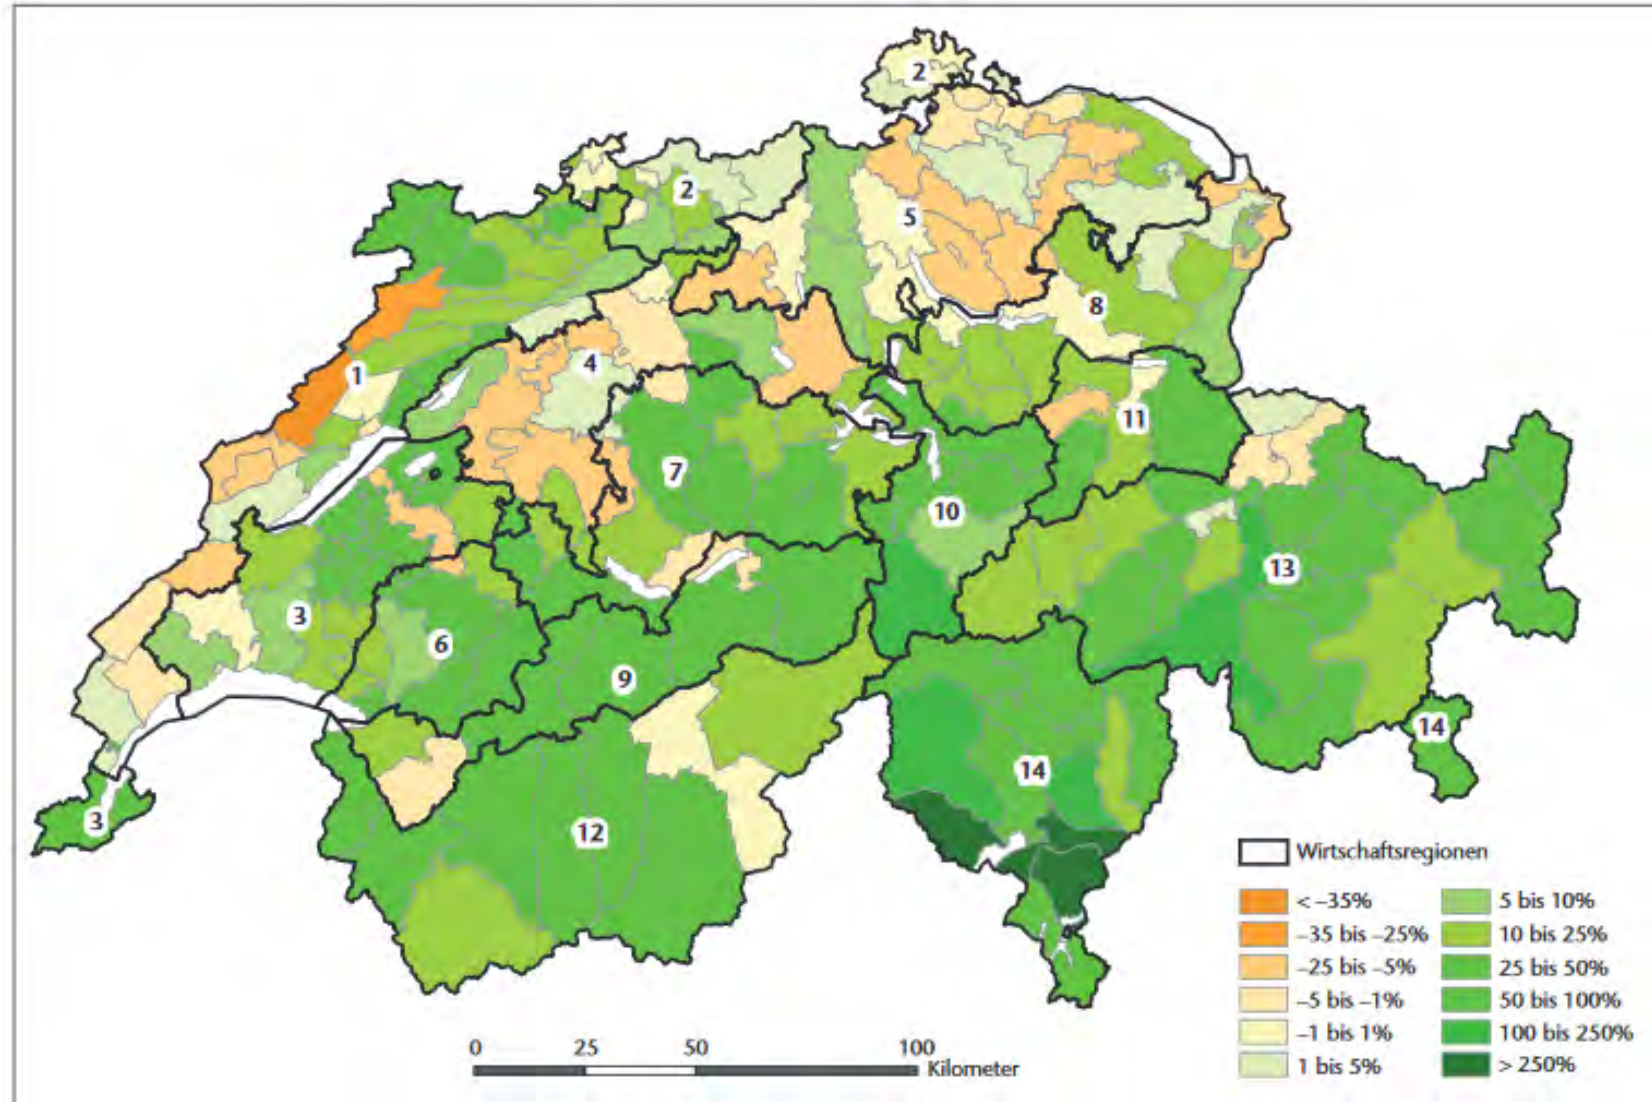 2
2
5
8
1
4
11
7
10
13
3
6
9
14
14
12
3
Wirtschaftsregionen
< –35%
–35 bis –25%
–25 bis –5%
–5 bis –1%
–1 bis 1%
1 bis 5%
5 bis 10%
10 bis 25%
25 bis 50%
50 bis 100%
100 bis 250%
> 250%
0 25 50 100
Kilometer